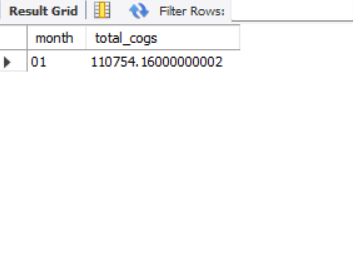 Result Grid Filter Rows:
month total_cogs
01 110754.16000000002